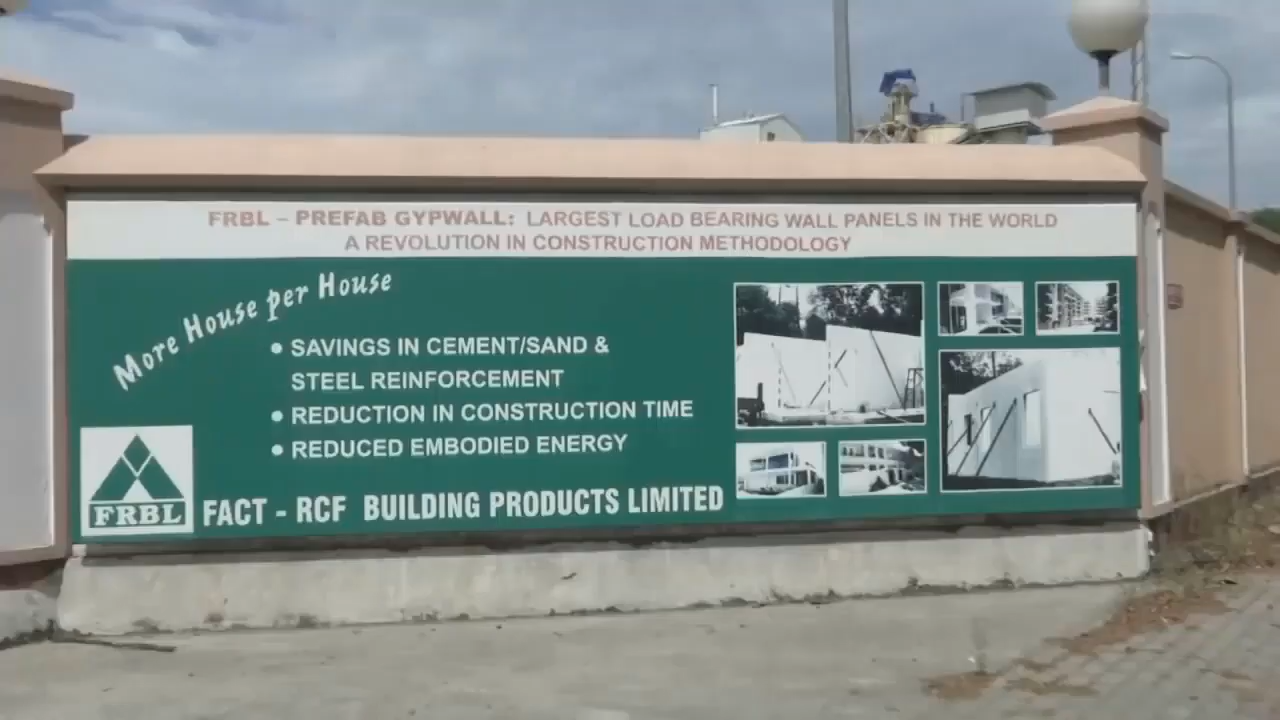 FRBL – PREFAB GYPWALL: LARGEST LOAD BEARING WALL PANELS IN THE WORLD
A REVOLUTION IN CONSTRUCTION METHODOLOGY
More House per House
● SAVINGS IN CEMENT/SAND &
STEEL REINFORCEMENT
● REDUCTION IN CONSTRUCTION TIME
● REDUCED EMBODIED ENERGY
FRBL
FACT - RCF BUILDING PRODUCTS LIMITED